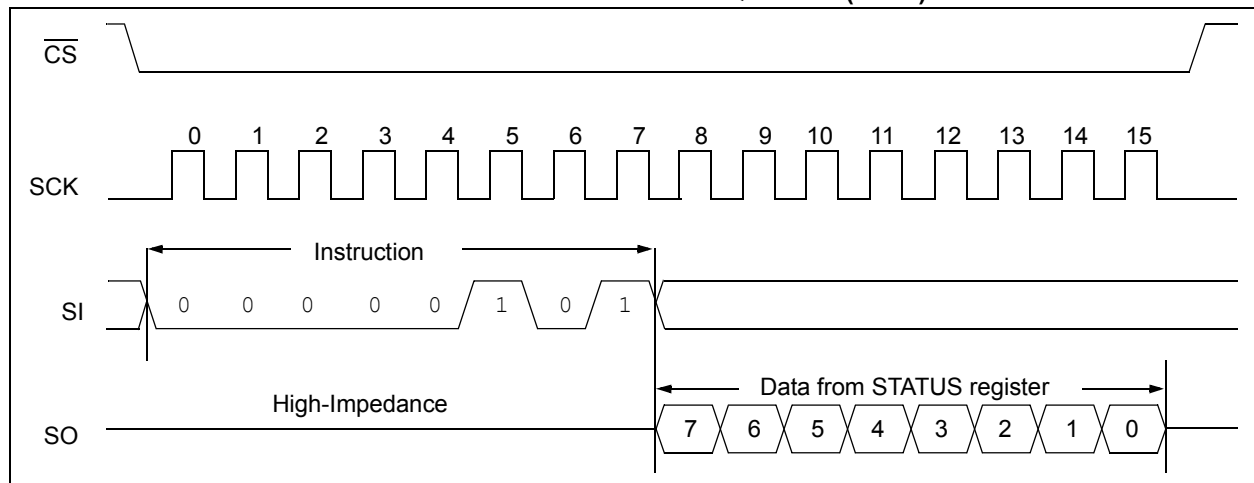 CS
0 1 2 3 4 5 6 7 8 9 10 11 12 13 14 15
SCK
Instruction
SI 0 0 0 0 0 1 0 1
Data from STATUS register
High-Impedance
SO 7 6 5 4 3 2 1 0